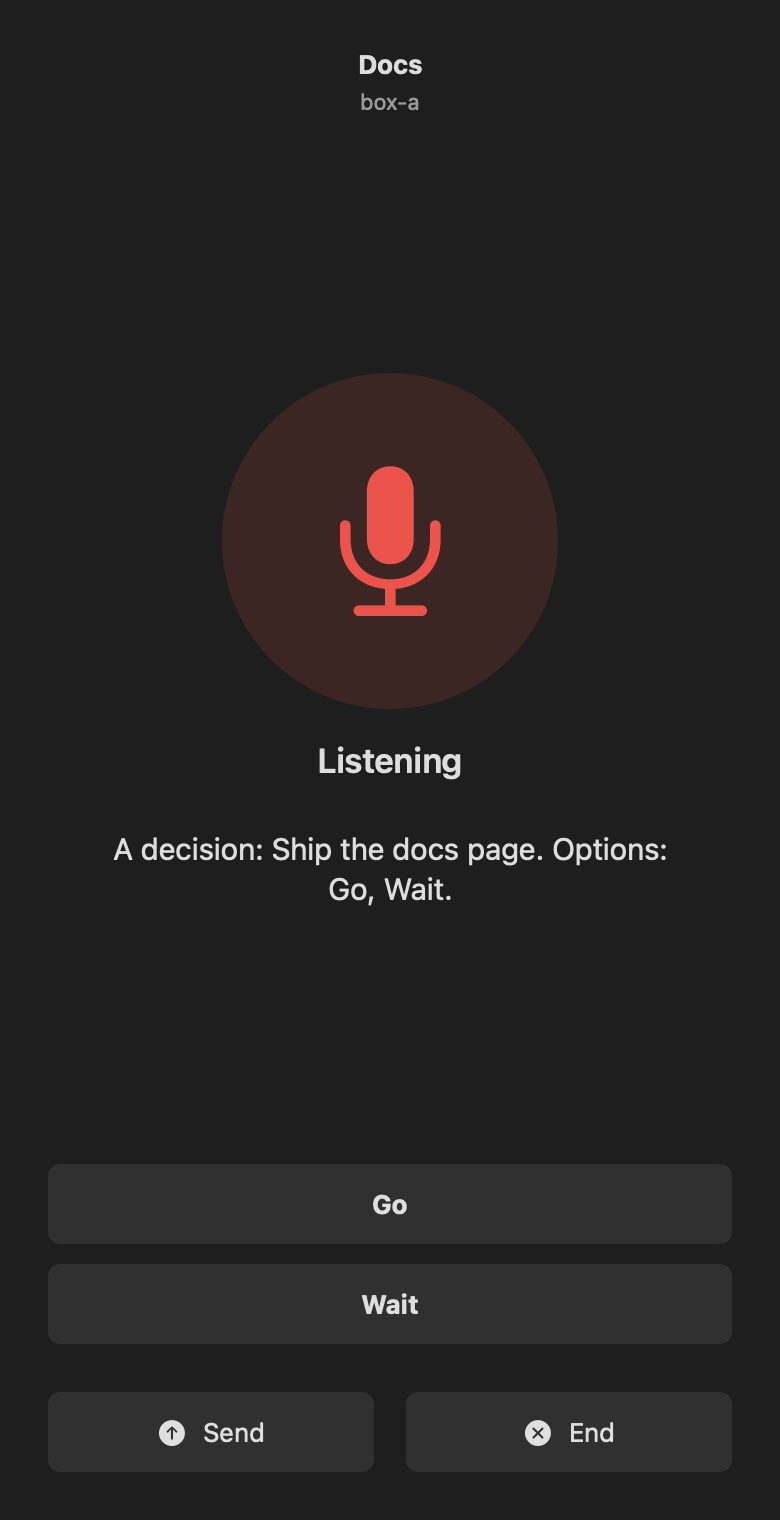 Docs
box-a
Listening
A decision: Ship the docs page. Options:
Go, Wait.
Go
Wait
Send
End